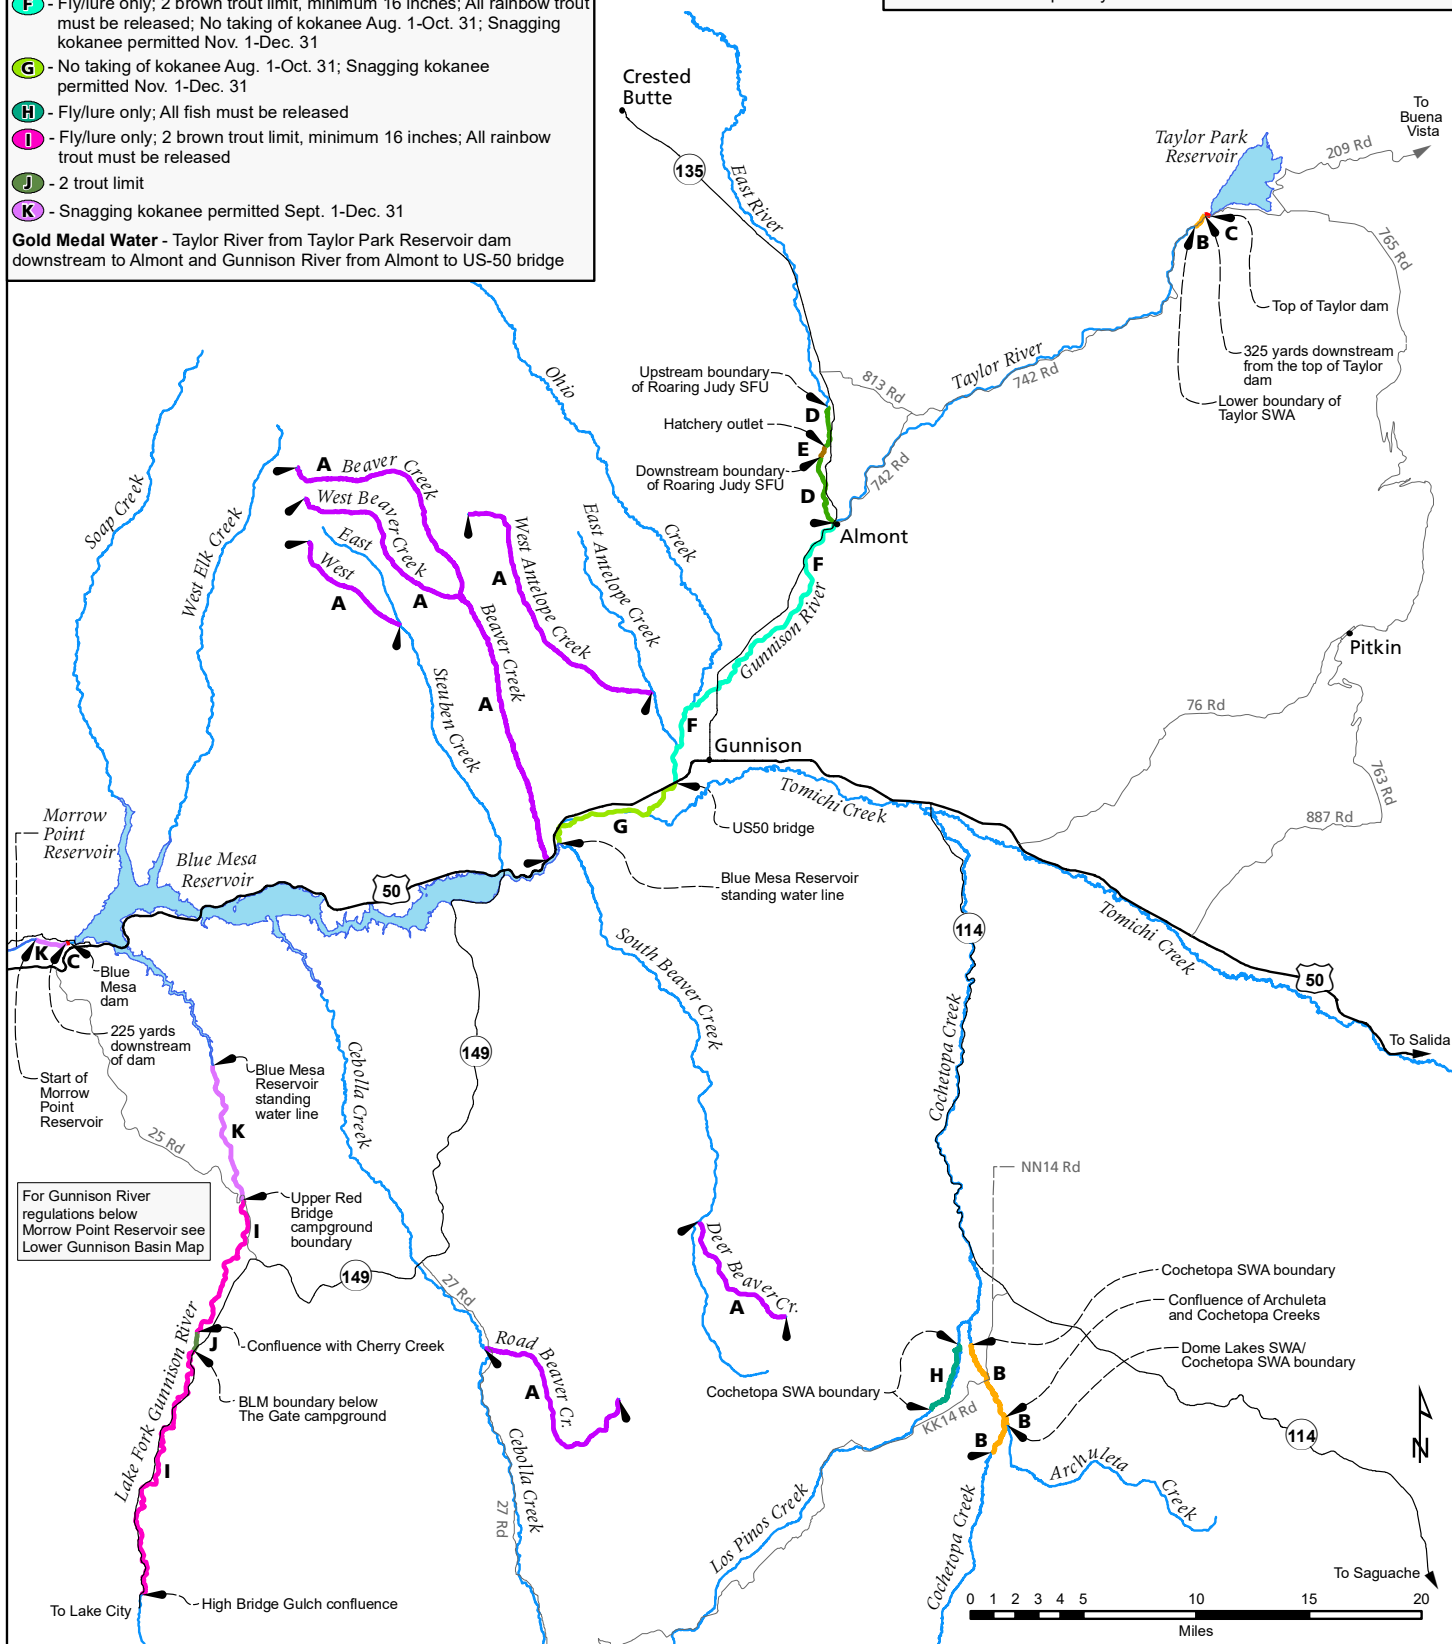 F - Fly/lure only; 2 brown trout limit, minimum 16 inches; All rainbow trout
must be released; No taking of kokanee Aug. 1-Oct. 31; Snagging
kokanee permitted Nov. 1-Dec. 31
G - No taking of kokanee Aug. 1-Oct. 31; Snagging kokanee
permitted Nov. 1-Dec. 31
H - Fly/lure only; All fish must be released
I - Fly/lure only; 2 brown trout limit, minimum 16 inches; All rainbow
trout must be released
J - 2 trout limit
K - Snagging kokanee permitted Sept. 1-Dec. 31
Gold Medal Water - Taylor River from Taylor Park Reservoir dam
downstream to Almont and Gunnison River from Almont to US-50 bridge
Crested
Butte
135
East River
To
Buena
Vista
209 Rd
Taylor Park
Reservoir
B
C
765 Rd
Top of Taylor dam
325 yards downstream
from the top of Taylor
dam
Lower boundary of
Taylor SWA
Taylor River
742 Rd
813 Rd
742 Rd
Upstream boundary
of Roaring Judy SFU
D
Hatchery outlet
E
Downstream boundary
of Roaring Judy SFU
D
Almont
F
Gunnison River
F
Ohio
Creek
Soap Creek
West Elk Creek
A
Beaver Creek
West Beaver
Creek
A
East
West
A
Steuben Creek
Beaver Creek
A
West Antelope Creek
A
East Antelope Creek
Pitkin
76 Rd
763 Rd
887 Rd
Gunnison
Tomichi Creek
US50 bridge
G
Blue Mesa Reservoir
standing water line
Morrow
Point
Reservoir
Blue Mesa
Reservoir
50
K
C
Blue
Mesa
dam
225 yards
downstream
of dam
Start of
Morrow
Point
Reservoir
Blue Mesa
Reservoir
standing
water line
K
25 Rd
Cebolla Creek
149
South Beaver Creek
114
Cochetopa Creek
Tomichi Creek
50
To Salida
For Gunnison River
regulations below
Morrow Point Reservoir see
Lower Gunnison Basin Map
Upper Red
Bridge
campground
boundary
I
149
27 Rd
Deer Beaver Cr.
A
NN14 Rd
Cochetopa SWA boundary
Confluence of Archuleta
and Cochetopa Creeks
Dome Lakes SWA/
Cochetopa SWA boundary
Lake Fork Gunnison River
J
Confluence with Cherry Creek
BLM boundary below
The Gate campground
I
Road Beaver Cr.
A
Cochetopa SWA boundary
H
B
B
B
KK14 Rd
114
N
Archuleta
Creek
Los Pinos Creek
Cebolla Creek
27 Rd
Cochetopa Creek
To Saguache
To Lake City
High Bridge Gulch confluence
0 1 2 3 4 5 10 15 20
Miles